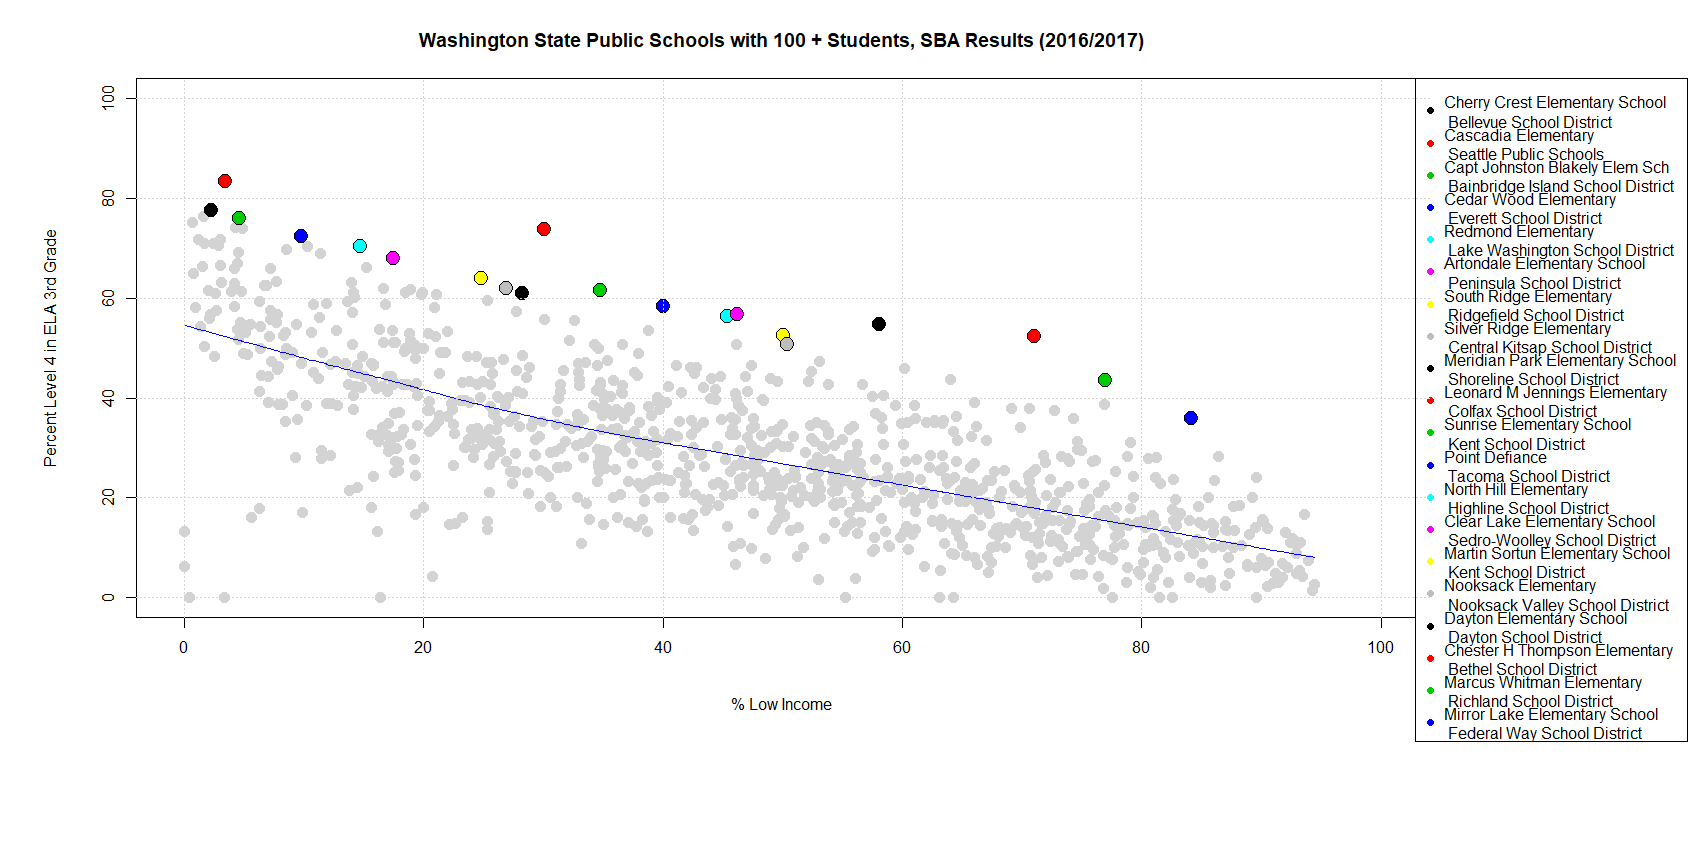 Washington State Public Schools with 100 + Students, SBA Results (2016/2017)
Percent Level 4 in ELA 3rd Grade
100
80
60
40
20
0
0 20 40 60 80 100
% Low Income
Cherry Crest Elementary School
Bellevue School District
Cascadia Elementary
Seattle Public Schools
Capt Johnston Blakely Elem Sch
Bainbridge Island School District
Cedar Wood Elementary
Everett School District
Redmond Elementary
Lake Washington School District
Artondale Elementary School
Peninsula School District
South Ridge Elementary
Ridgefield School District
Silver Ridge Elementary
Central Kitsap School District
Meridian Park Elementary School
Shoreline School District
Leonard M Jennings Elementary
Colfax School District
Sunrise Elementary School
Kent School District
Point Defiance
Tacoma School District
North Hill Elementary
Highline School District
Clear Lake Elementary School
Sedro-Woolley School District
Martin Sortun Elementary School
Kent School District
Nooksack Elementary
Nooksack Valley School District
Dayton Elementary School
Dayton School District
Chester H Thompson Elementary
Bethel School District
Marcus Whitman Elementary
Richland School District
Mirror Lake Elementary School
Federal Way School District